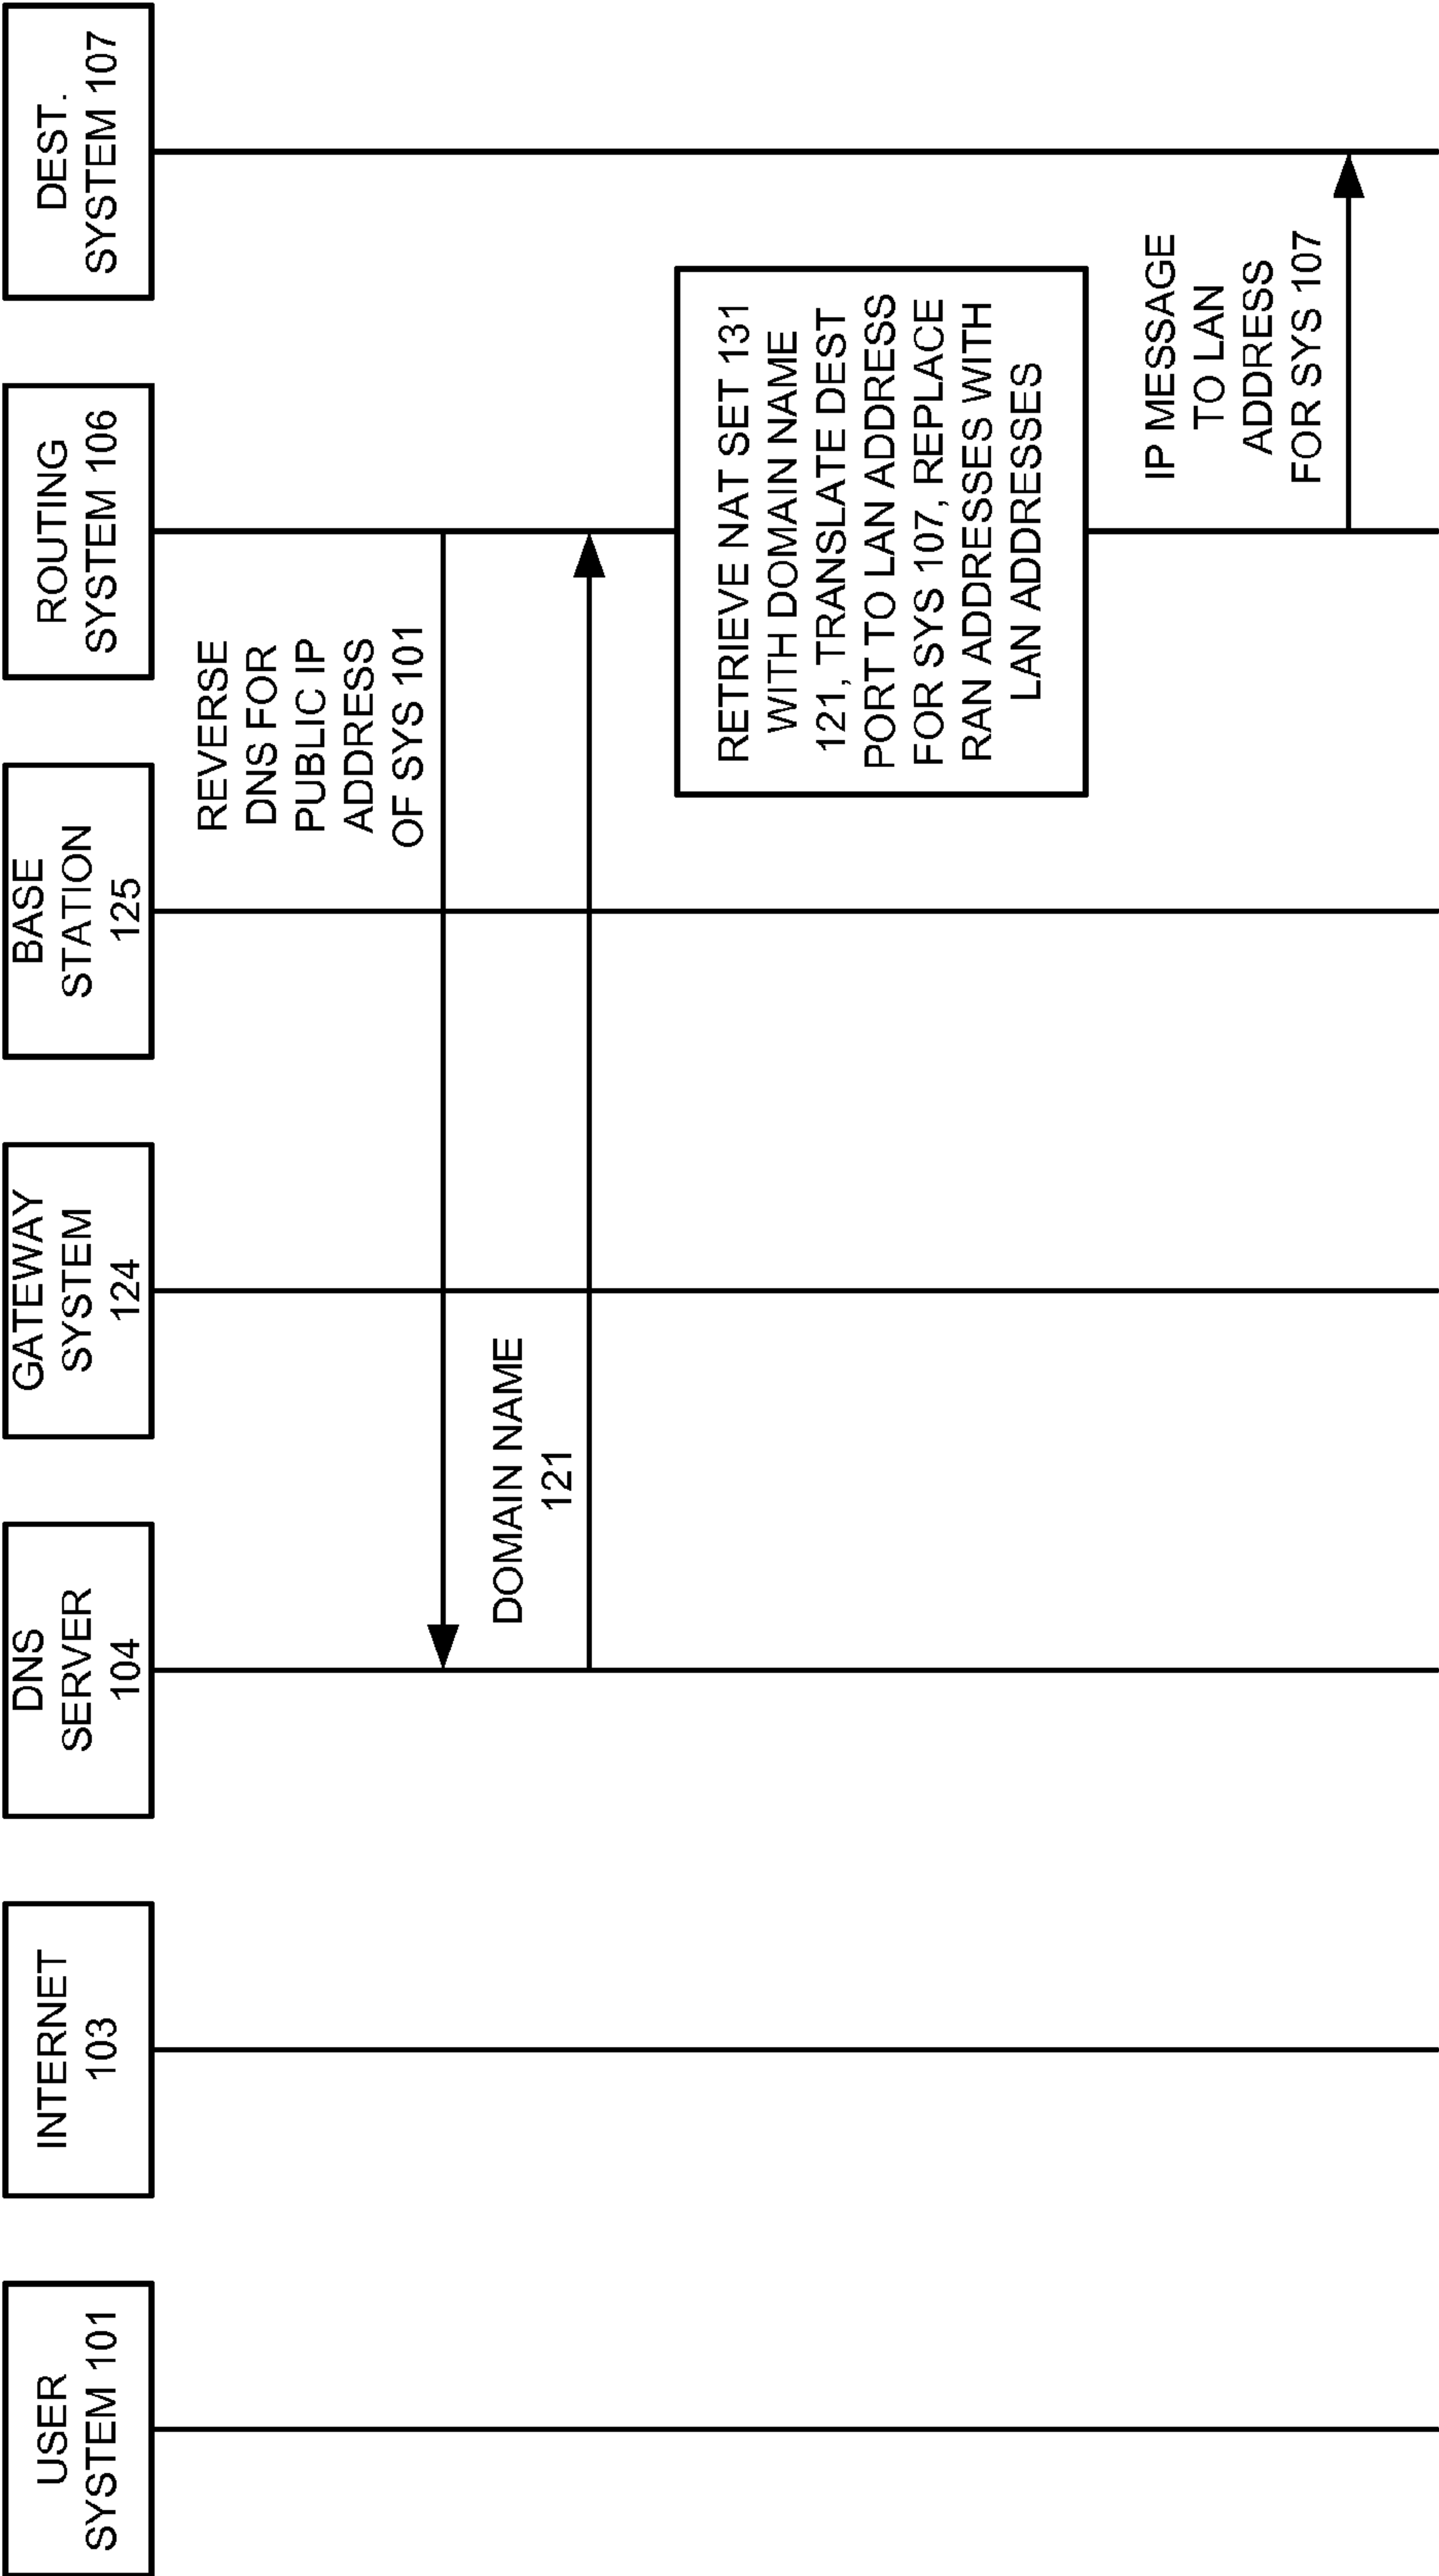 USER
SYSTEM 101
INTERNET
103
DNS
SERVER
104
GATEWAY
SYSTEM
124
BASE
STATION
125
ROUTING
SYSTEM 106
DEST.
SYSTEM 107
REVERSE
DNS FOR
PUBLIC IP
ADDRESS
OF SYS 101
DOMAIN NAME
121
RETRIEVE NAT SET 131
WITH DOMAIN NAME
121, TRANSLATE DEST
PORT TO LAN ADDRESS
FOR SYS 107, REPLACE
RAN ADDRESSES WITH
LAN ADDRESSES
IP MESSAGE
TO LAN
ADDRESS
FOR SYS 107